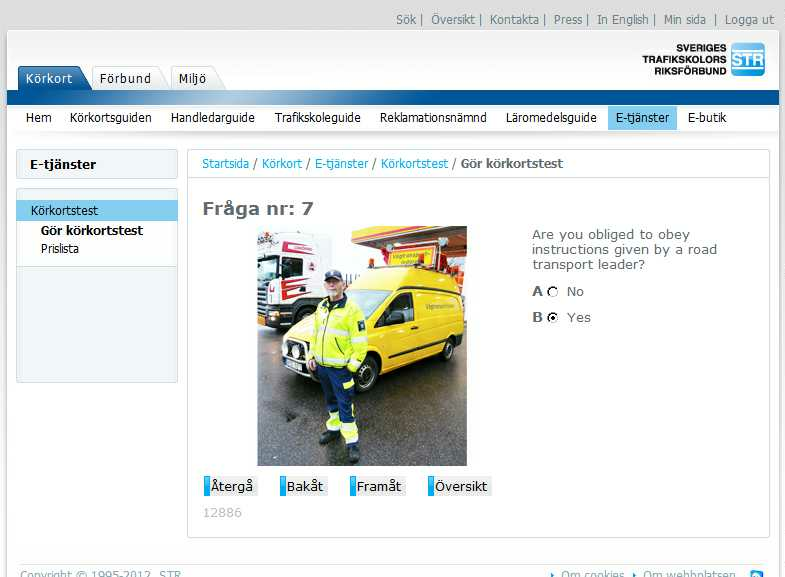 Sök | Översikt | Kontakta | Press | In English | Min sida | Logga ut
SVERIGES
TRAFIKSKOLORS
RIKSFÖRBUND
STR
Körkort Förbund Miljö
Hem Körkortsguiden Handledarguide Trafikskoleguide Reklamationsnämnd Läromedelsguide E-tjänster E-butik
E-tjänster
Startsida / Körkort / E-tjänster / Körkortstest / Gör körkortstest
Körkortstest
Gör körkortstest
Prislista
Fråga nr: 7
Are you obliged to obey
instructions given by a road
transport leader?
A No
B Yes
Återgå Bakåt Framåt Översikt
12886
Copyright © 1995-2012, STR
Om cookies Om webbplatsen